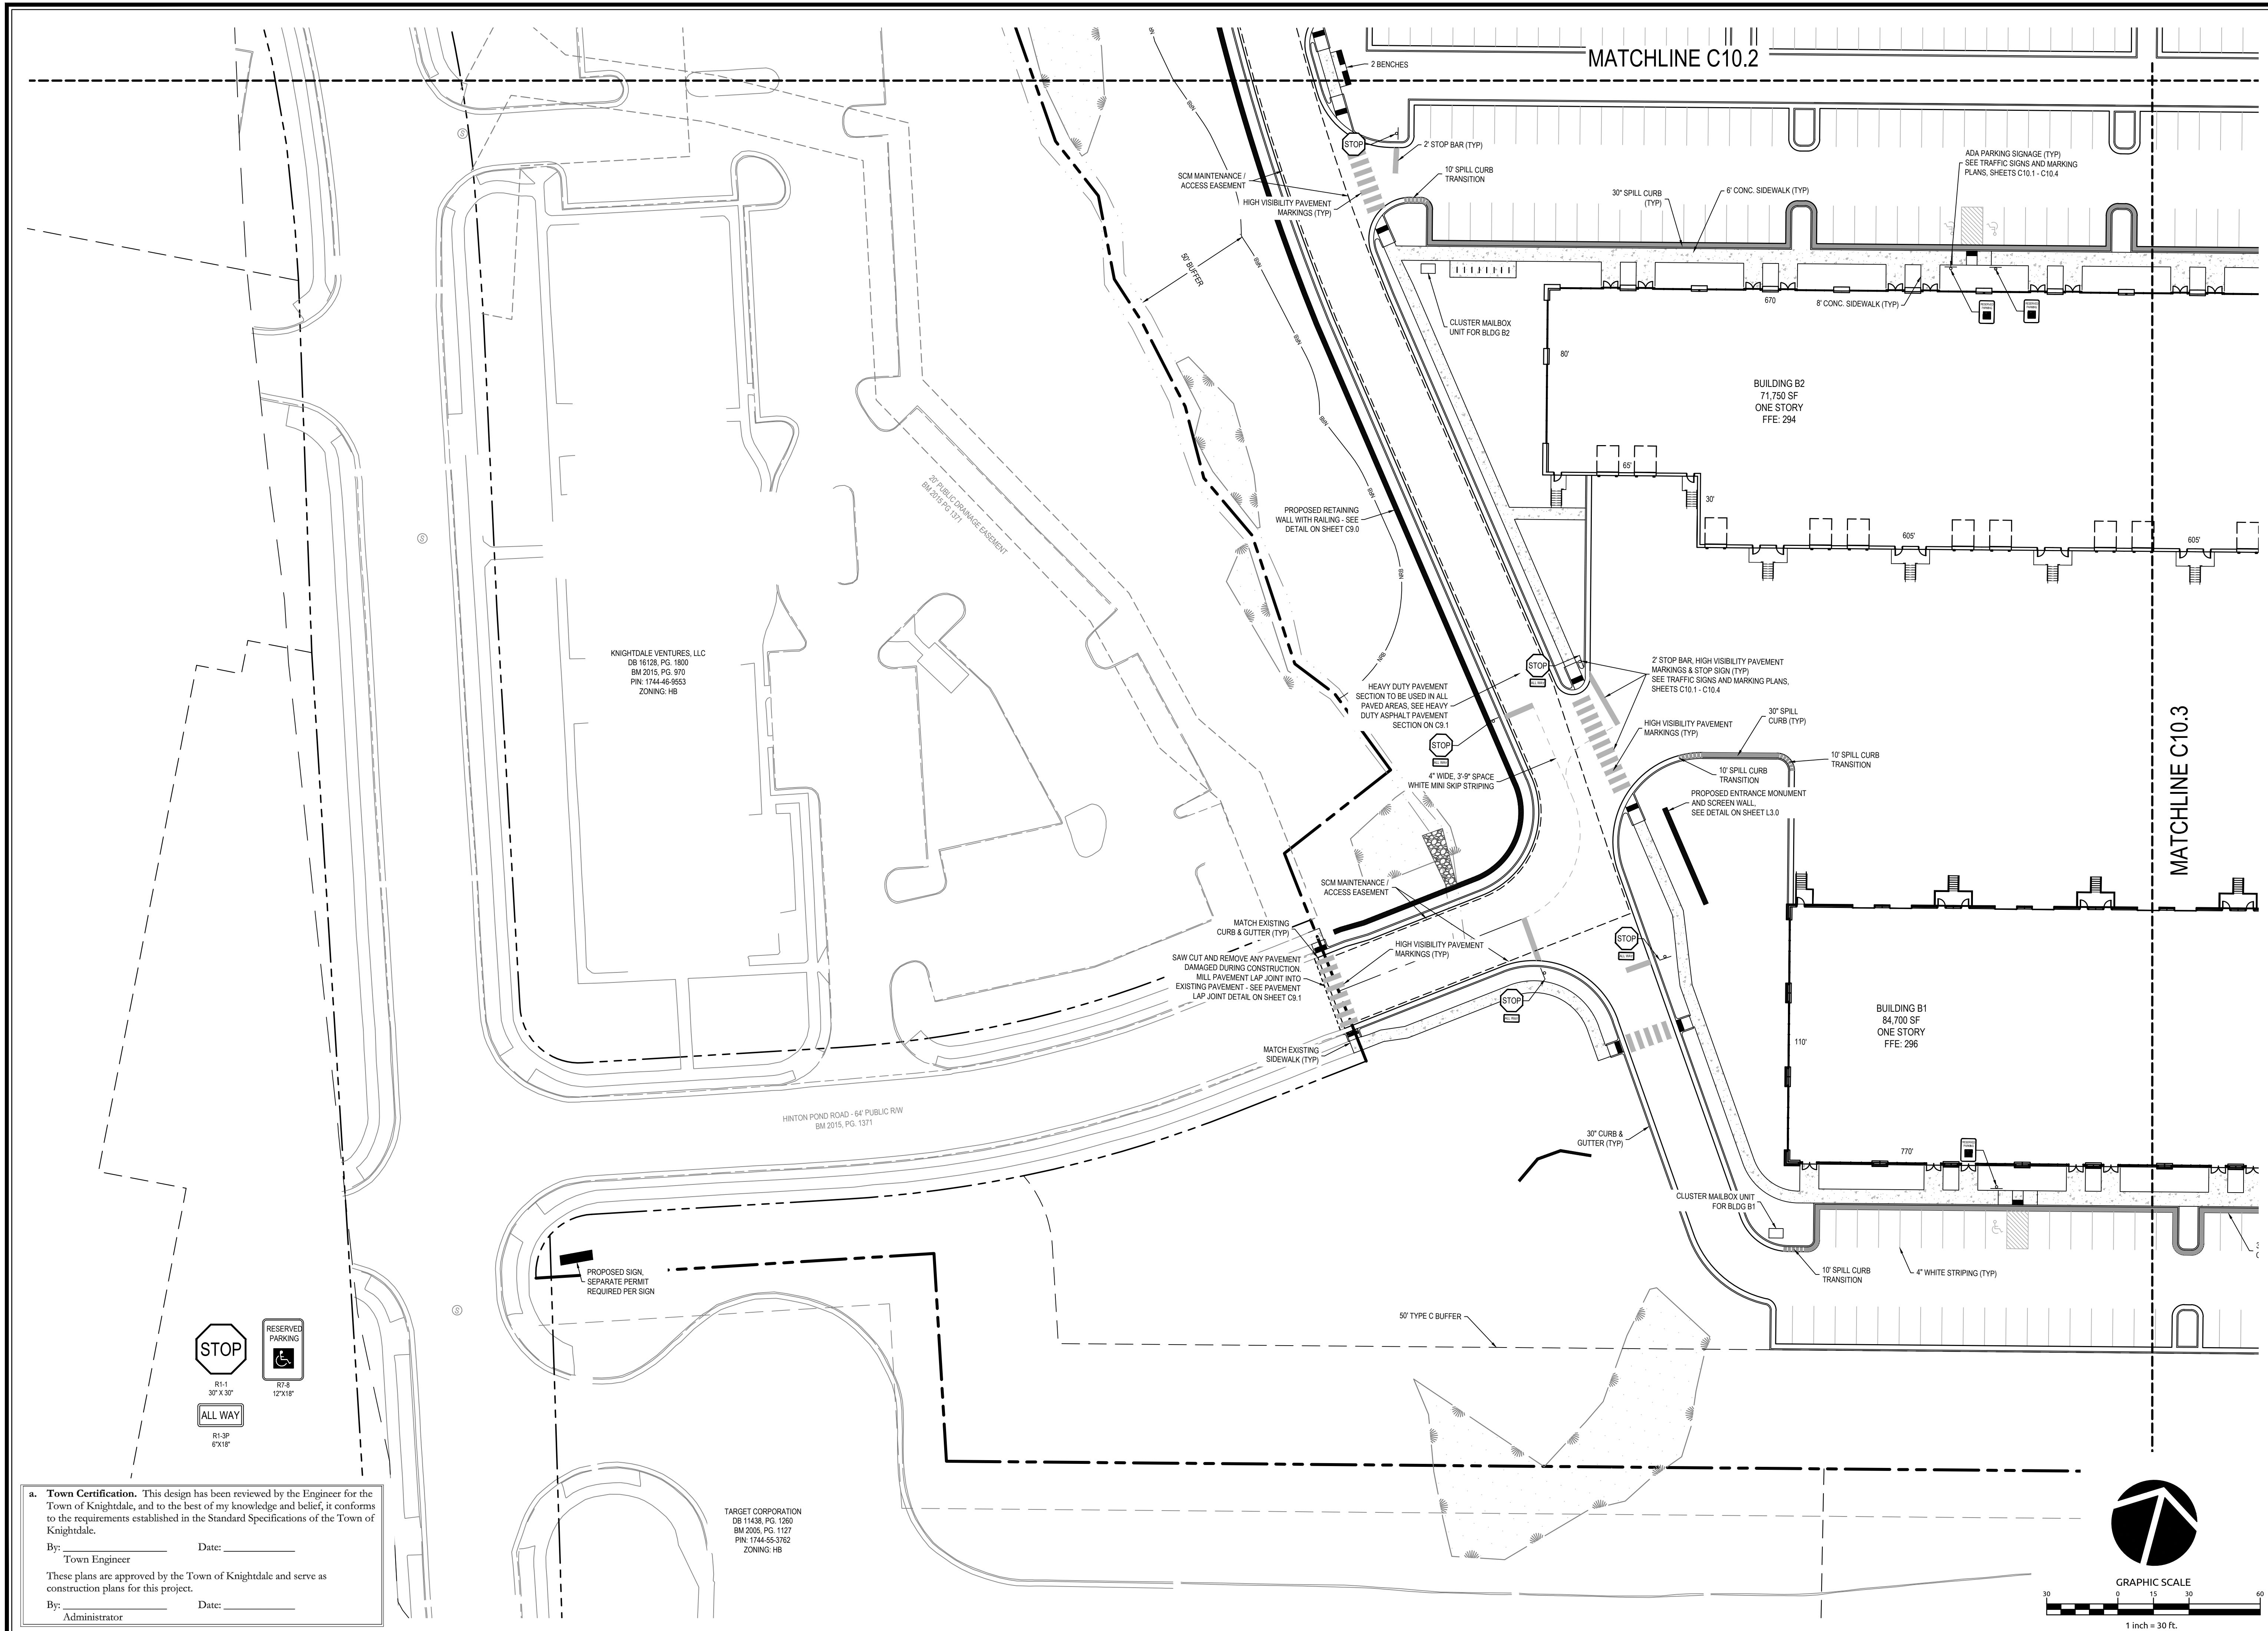 MATCHLINE C10.2
2 BENCHES
STOP
2' STOP BAR (TYP)
10' SPILL CURB
TRANSITION
SCM MAINTENANCE /
ACCESS EASEMENT
HIGH VISIBILITY PAVEMENT
MARKINGS (TYP)
30" SPILL CURB
(TYP)
6' CONC. SIDEWALK (TYP)
ADA PARKING SIGNAGE (TYP)
SEE TRAFFIC SIGNS AND MARKING
PLANS, SHEETS C10.1 - C10.4
NRB
NRB
NRB
NRB
NRB
NRB
NRB
50' BUFFER
670
8' CONC. SIDEWALK (TYP)
CLUSTER MAILBOX
UNIT FOR BLDG B2
80'
BUILDING B2
71,750 SF
ONE STORY
FFE: 294
65'
30'
605'
605'
20' PUBLIC DRAINAGE EASEMENT
BM 2015 PG 1371
PROPOSED RETAINING
WALL WITH RAILING - SEE
DETAIL ON SHEET C9.0
KNIGHTDALE VENTURES, LLC
DB 16128, PG. 1800
BM 2015, PG. 970
PIN: 1744-46-9553
ZONING: HB
STOP
ALL WAY
2' STOP BAR, HIGH VISIBILITY PAVEMENT
MARKINGS & STOP SIGN (TYP)
SEE TRAFFIC SIGNS AND MARKING PLANS,
SHEETS C10.1 - C10.4
HEAVY DUTY PAVEMENT
SECTION TO BE USED IN ALL
PAVED AREAS, SEE HEAVY
DUTY ASPHALT PAVEMENT
SECTION ON C9.1
STOP
ALL WAY
30" SPILL
CURB (TYP)
HIGH VISIBILITY PAVEMENT
MARKINGS (TYP)
10' SPILL CURB
TRANSITION
10' SPILL CURB
TRANSITION
4" WIDE, 3'-9" SPACE
WHITE MINI SKIP STRIPING
PROPOSED ENTRANCE MONUMENT
AND SCREEN WALL,
SEE DETAIL ON SHEET L3.0
MATCHLINE C10.3
SCM MAINTENANCE /
ACCESS EASEMENT
MATCH EXISTING
CURB & GUTTER (TYP)
HIGH VISIBILITY PAVEMENT
MARKINGS (TYP)
SAW CUT AND REMOVE ANY PAVEMENT
DAMAGED DURING CONSTRUCTION.
MILL PAVEMENT LAP JOINT INTO
EXISTING PAVEMENT - SEE PAVEMENT
LAP JOINT DETAIL ON SHEET C9.1
STOP
ALL WAY
STOP
ALL WAY
MATCH EXISTING
SIDEWALK (TYP)
BUILDING B1
84,700 SF
ONE STORY
FFE: 296
110'
HINTON POND ROAD - 64' PUBLIC R/W
BM 2015, PG. 1371
30" CURB &
GUTTER (TYP)
770'
CLUSTER MAILBOX UNIT
FOR BLDG B1
10' SPILL CURB
TRANSITION
4" WHITE STRIPING (TYP)
PROPOSED SIGN,
SEPARATE PERMIT
REQUIRED PER SIGN
50' TYPE C BUFFER
STOP
R1-1
30" X 30"
RESERVED
PARKING
R7-8
12"X18"
ALL WAY
R1-3P
6"X18"
TARGET CORPORATION
DB 11438, PG. 1260
BM 2005, PG. 1127
PIN: 1744-55-3762
ZONING: HB
a. Town Certification. This design has been reviewed by the Engineer for the
Town of Knightdale, and to the best of my knowledge and belief, it conforms
to the requirements established in the Standard Specifications of the Town of
Knightdale.
By: Date:
Town Engineer
These plans are approved by the Town of Knightdale and serve as
construction plans for this project.
By: Date:
Administrator
GRAPHIC SCALE
30 0 15 30 60
1 inch = 30 ft.